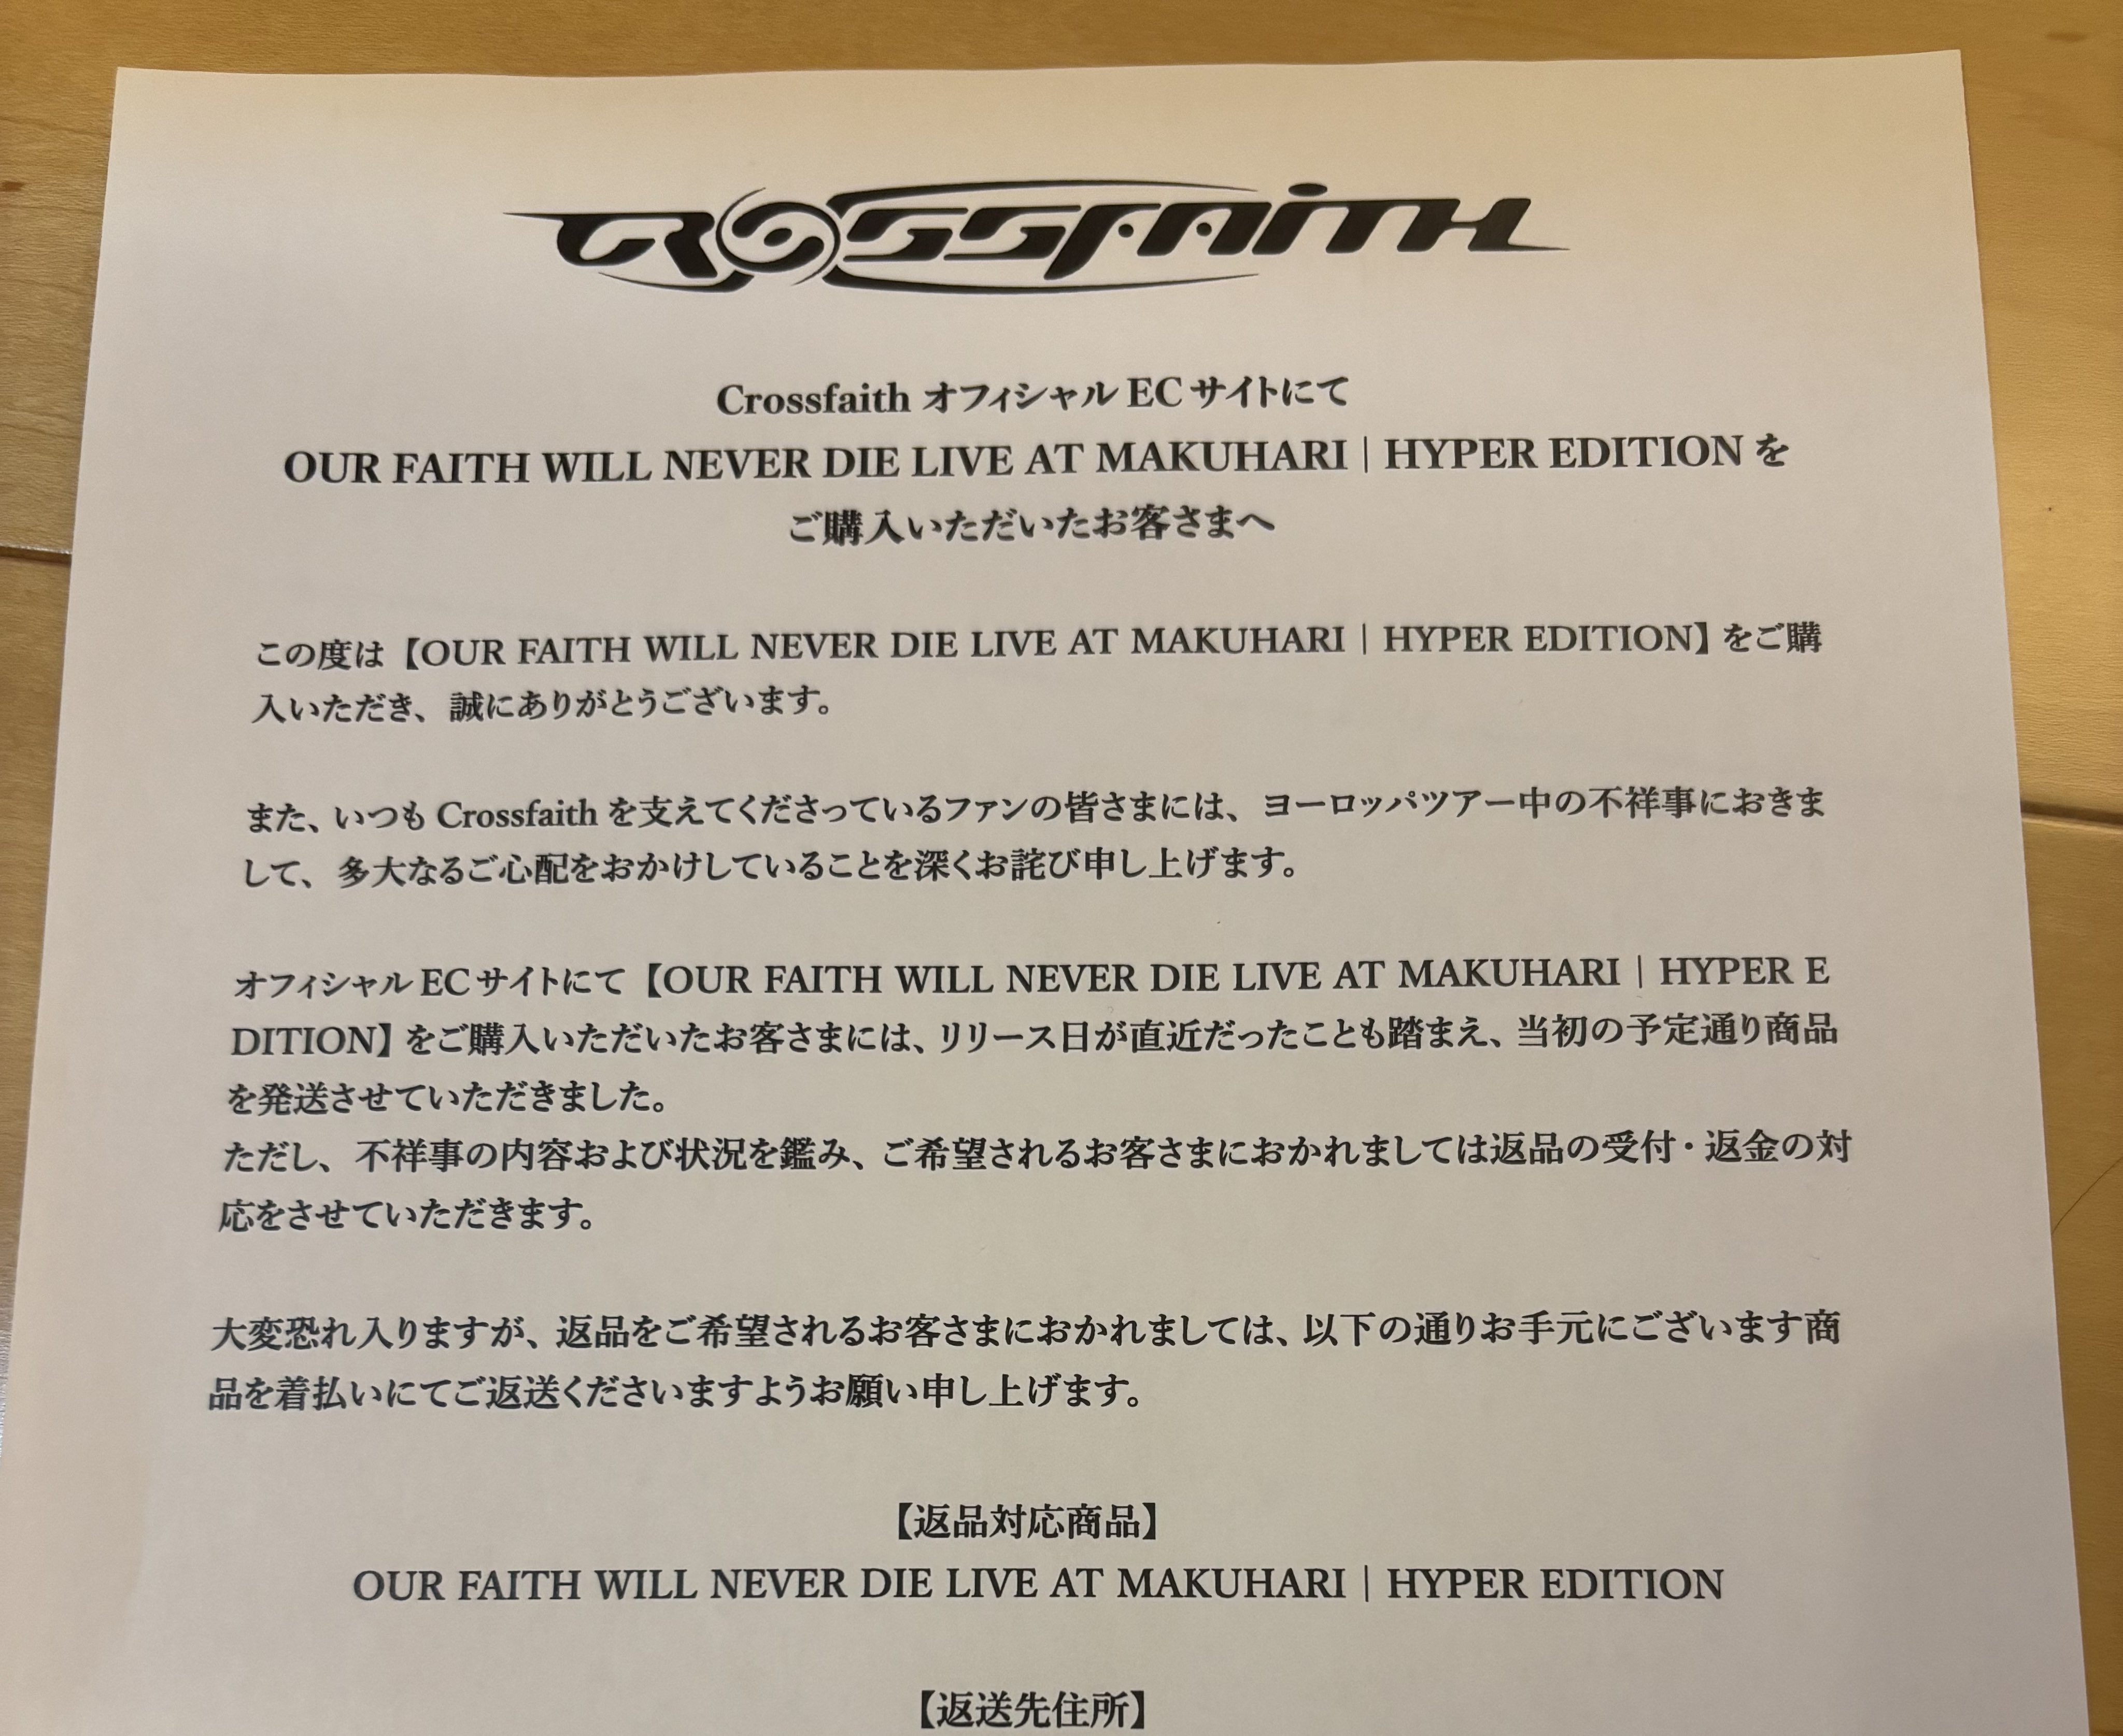 CROSSFAITH
Crossfaith オフィシャル EC サイトにて
OUR FAITH WILL NEVER DIE LIVE AT MAKUHARI | HYPER EDITION を
ご購入いただいたお客さまへ
この度は【OUR FAITH WILL NEVER DIE LIVE AT MAKUHARI | HYPER EDITION】をご購
入いただき、誠にありがとうございます。
また、いつも Crossfaith を支えてくださっているファンの皆さまには、ヨーロッパツアー中の不祥事におきま
して、多大なるご心配をおかけしていることを深くお詫び申し上げます。
オフィシャル EC サイトにて【OUR FAITH WILL NEVER DIE LIVE AT MAKUHARI | HYPER E
DITION】をご購入いただいたお客さまには、リリース日が直近だったことも踏まえ、当初の予定通り商品
を発送させていただきました。
ただし、不祥事の内容および状況を鑑み、ご希望されるお客さまにおかれましては返品の受付・返金の対
応をさせていただきます。
大変恐れ入りますが、返品をご希望されるお客さまにおかれましては、以下の通りお手元にございます商
品を着払いにてご返送くださいますようお願い申し上げます。
【返品対応商品】
OUR FAITH WILL NEVER DIE LIVE AT MAKUHARI | HYPER EDITION
【返送先住所】